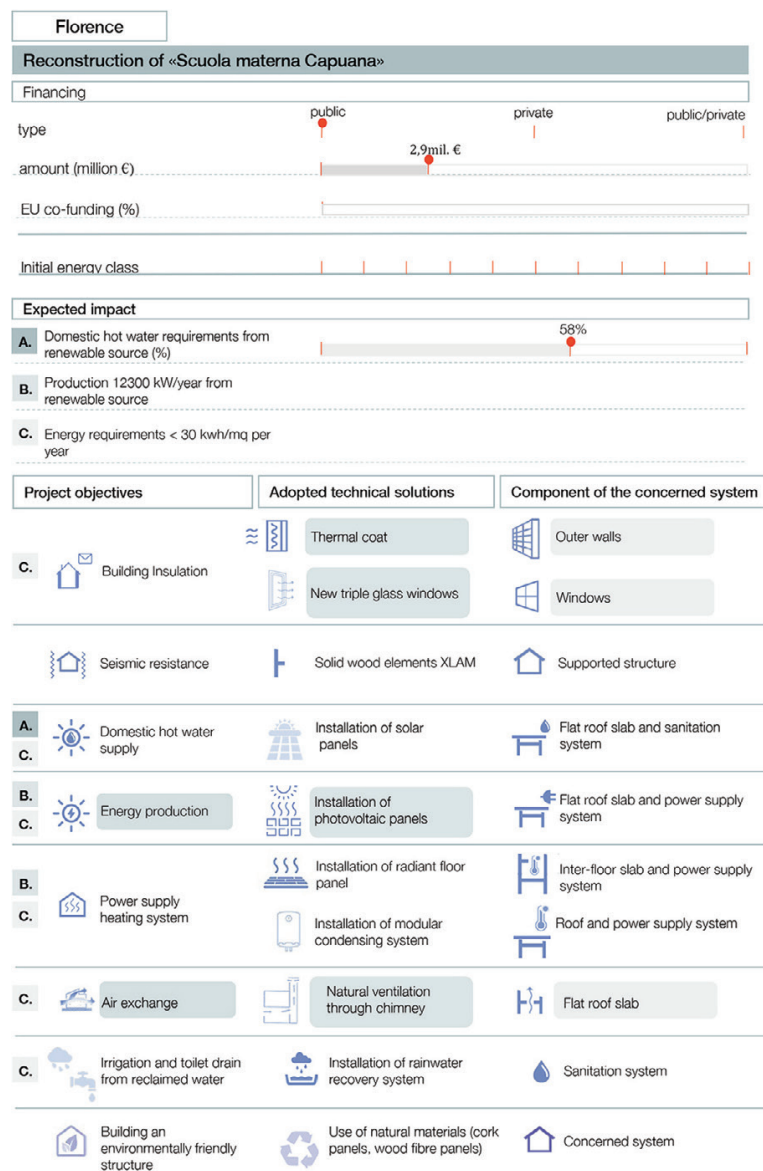 Florence
Reconstruction of «Scuola materna Capuana»
Financing
type
public
private
public/private
amount (million €)
2,9mil. €
EU co-funding (%)
Initial energy class
Expected impact
A.
Domestic hot water requirements from
renewable source (%)
58%
B.
Production 12300 kW/year from
renewable source
C.
Energy requirements < 30 kwh/mq per
year
Project objectives
Adopted technical solutions
Component of the concerned system
C.
Building Insulation
Thermal coat
Outer walls
New triple glass windows
Windows
Seismic resistance
Solid wood elements XLAM
Supported structure
A.
C.
Domestic hot water
supply
Installation of solar
panels
Flat roof slab and sanitation
system
B.
C.
Energy production
Installation of
photovoltaic panels
Flat roof slab and power supply
system
B.
C.
Power supply
heating system
Installation of radiant floor
panel
Inter-floor slab and power supply
system
Installation of modular
condensing system
Roof and power supply system
C.
Air exchange
Natural ventilation
through chimney
Flat roof slab
C.
Irrigation and toilet drain
from reclaimed water
Installation of rainwater
recovery system
Sanitation system
Building an
environmentally friendly
structure
Use of natural materials (cork
panels, wood fibre panels)
Concerned system